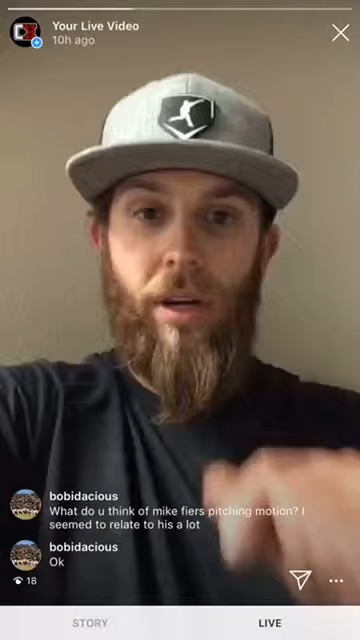 Your Live Video
10h ago
bobidacious
What do u think of mike fiers pitching motion? I
seemed to relate to his a lot
bobidacious
Ok
18
STORY
LIVE